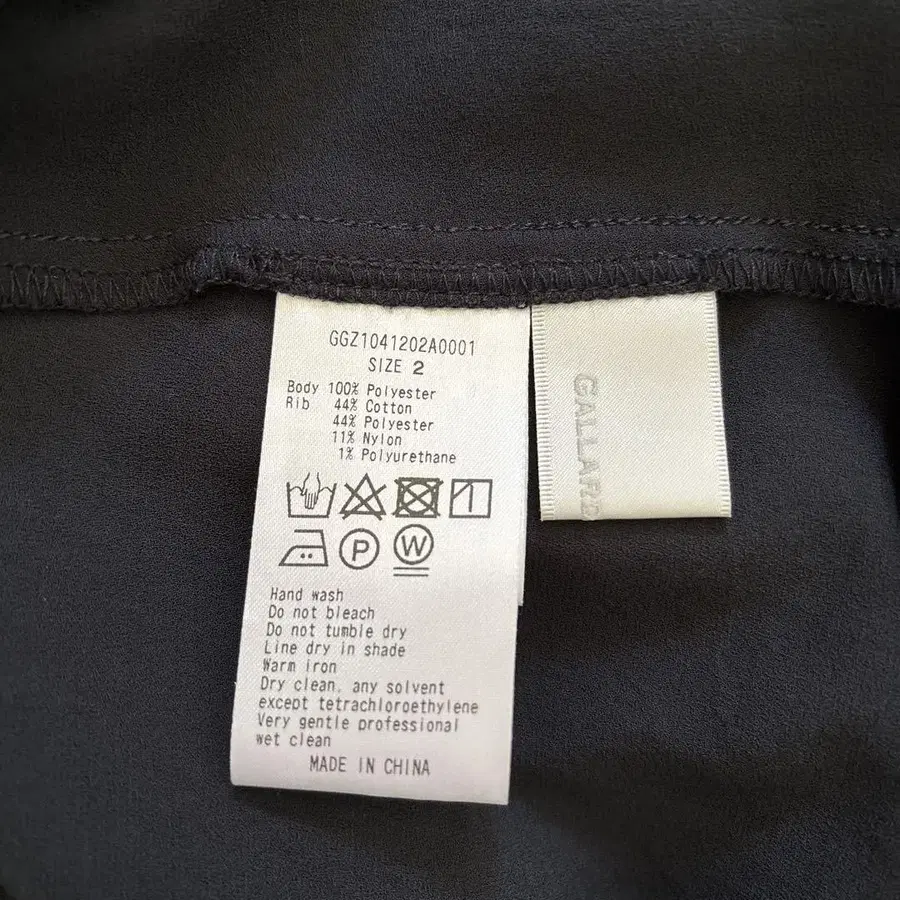 GGZ1041202A0001
SIZE 2
Body 100% Polyester
Rib 44% Cotton
44% Polyester
11% Nylon
1% Polyurethane
P W
Hand wash
Do not bleach
Do not tumble dry
Line dry in shade
Warm iron
Dry clean, any solvent
except tetrachloroethylene
Very gentle professional
wet clean
MADE IN CHINA
GALLARD